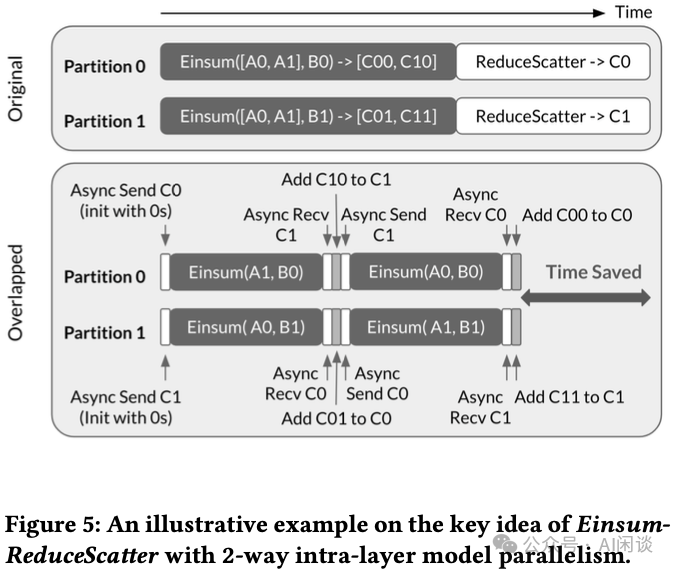 Time
Original
Partition 0
Einsum([A0, A1], B0) -> [C00, C10]
ReduceScatter -> C0
Partition 1
Einsum([A0, A1], B1) -> [C01, C11]
ReduceScatter -> C1
Overlapped
Async Send C0
(init with 0s)
Add C10 to C1
Async Recv
C1
Async Send
C1
Async
Recv C0
Add C00 to C0
Partition 0
Einsum(A1, B0)
Einsum(A0, B0)
Time Saved
Partition 1
Einsum( A0, B1)
Einsum( A1, B1)
Async Send C1
(Init with 0s)
Async
Recv C0
Async
Send C0
Add C01 to C0
Async
Recv C1
Add C11 to C1
Figure 5: An illustrative example on the key idea of Einsum-
ReduceScatter with 2-way intra-layer model parallelism.
公众号 · AI闲谈